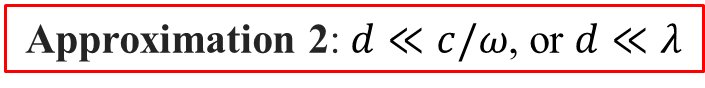 Approximation 2: 𝑑 ≪ 𝑐/𝜔, or 𝑑 ≪ 𝜆